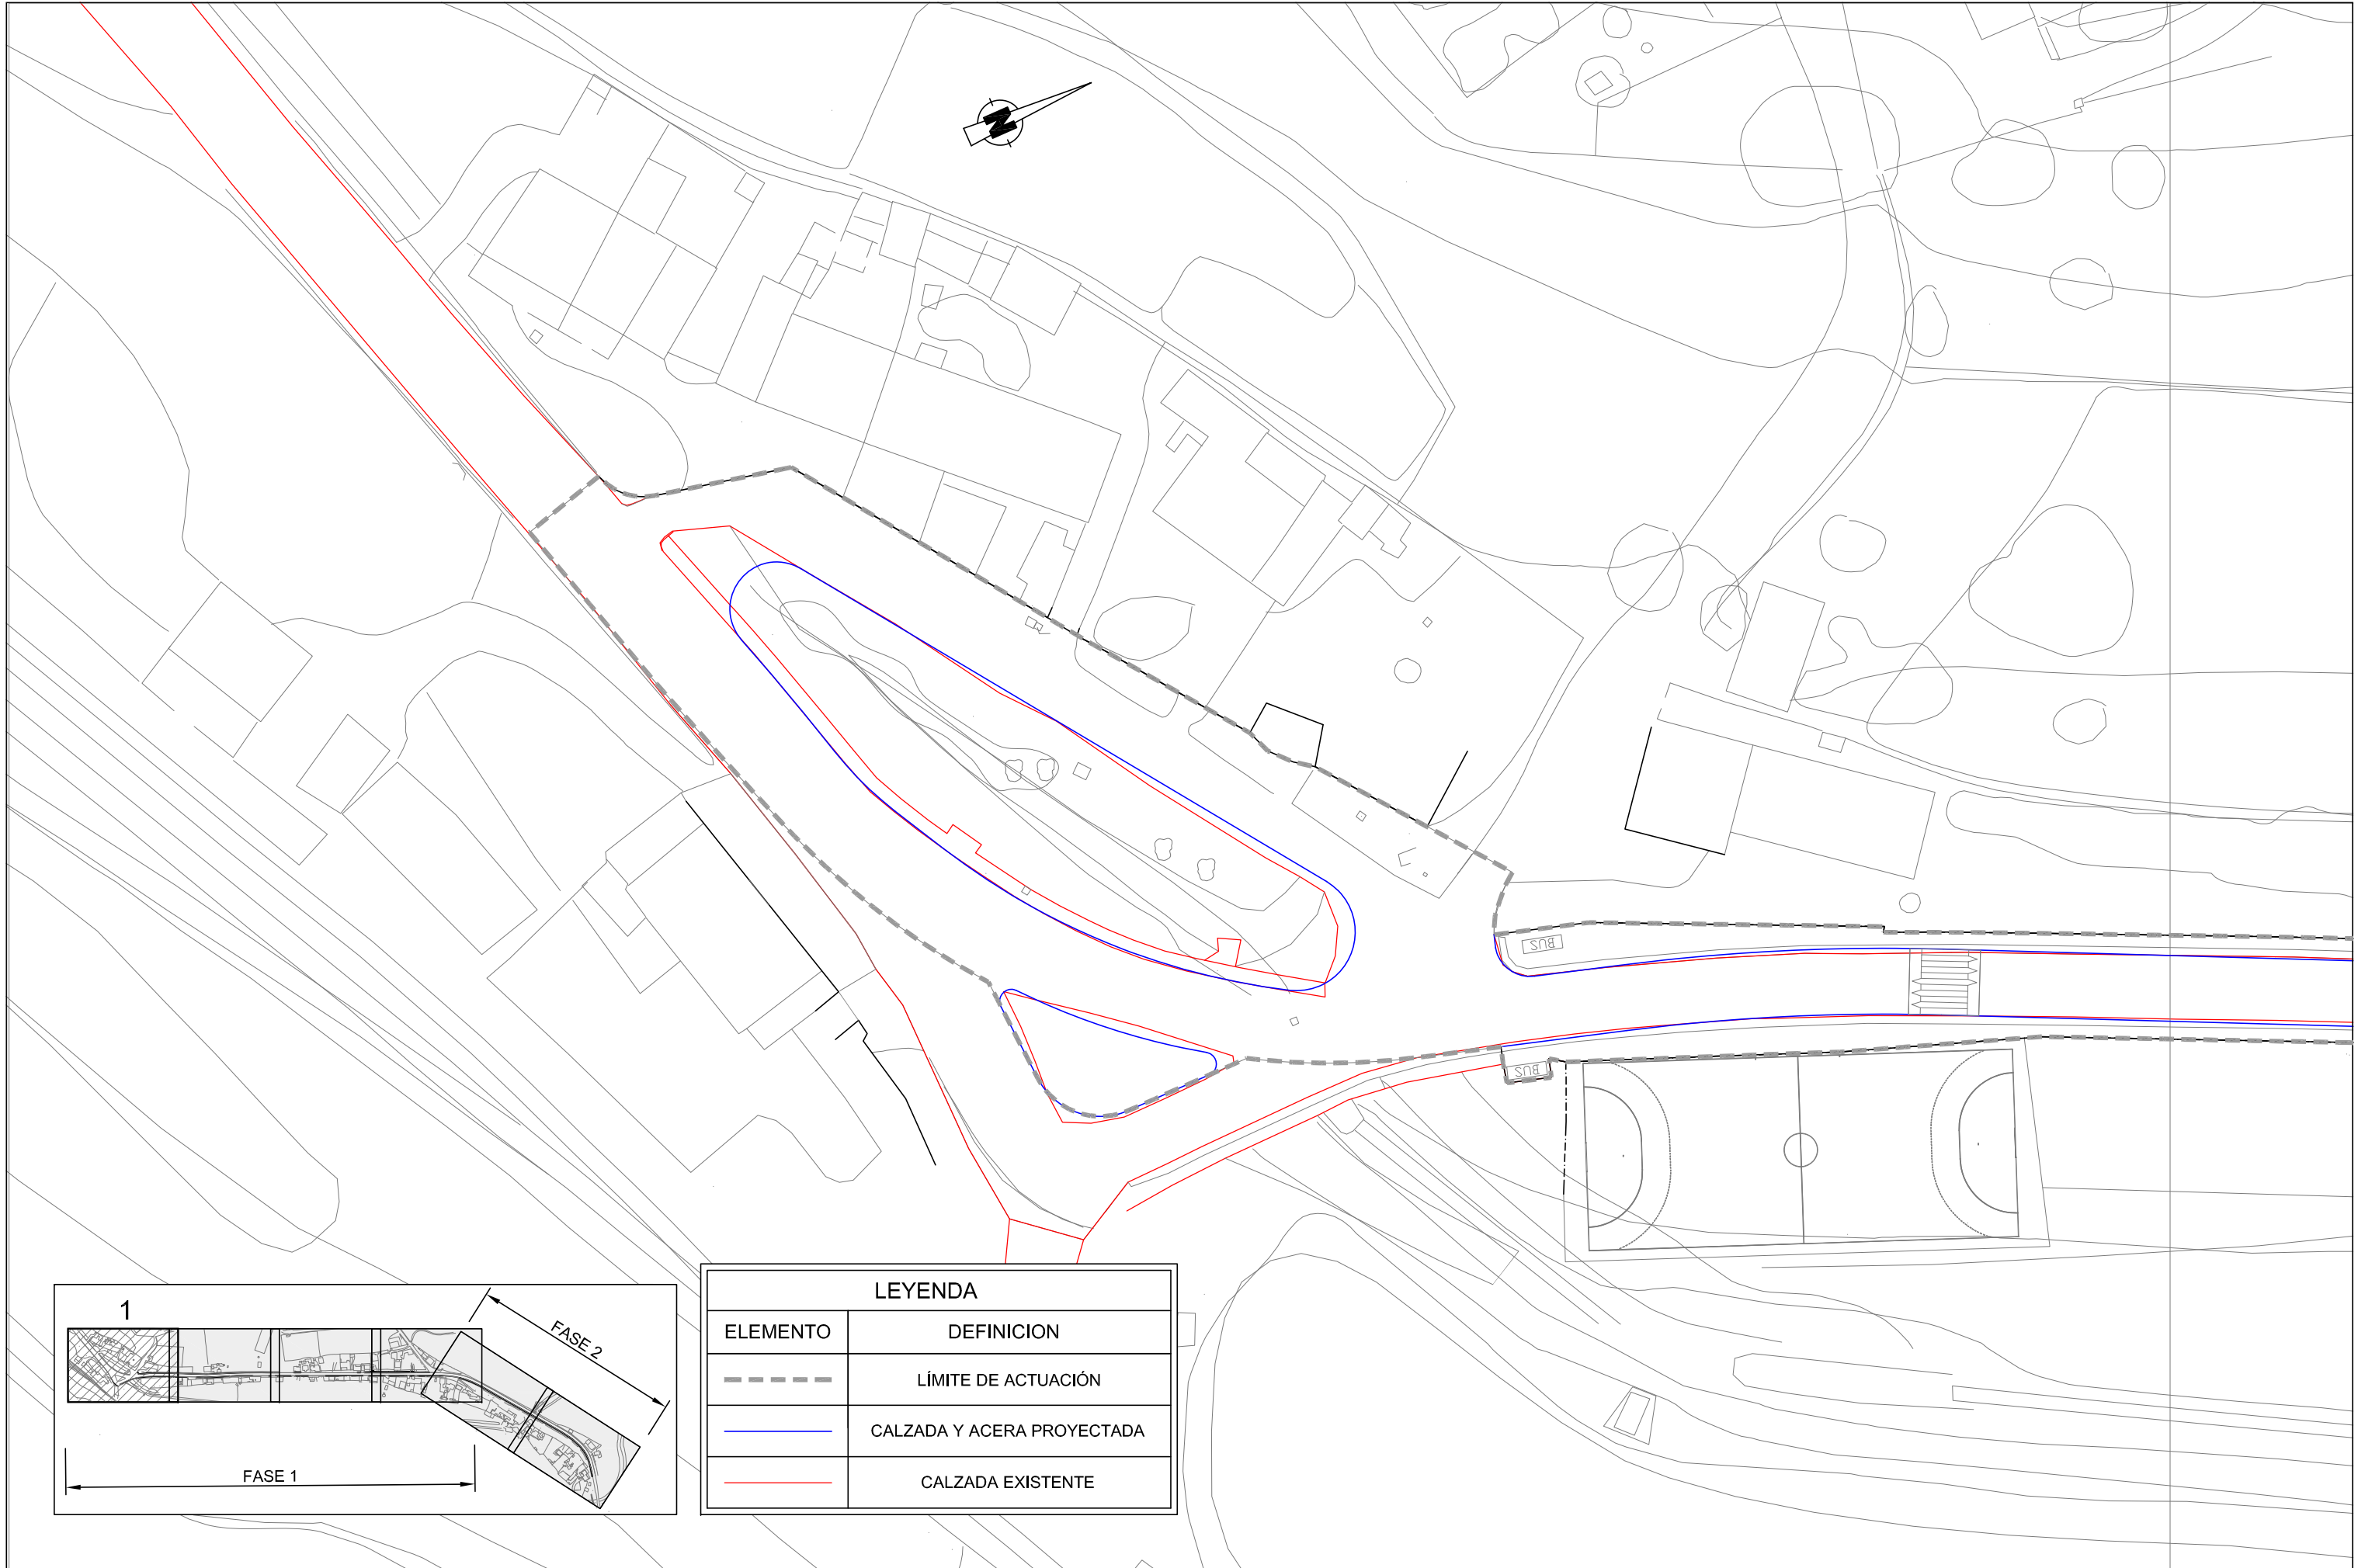 N
BUS
BUS
1
FASE 2
FASE 1
LEYENDA
ELEMENTO DEFINICION
LÍMITE DE ACTUACIÓN
CALZADA Y ACERA PROYECTADA
CALZADA EXISTENTE